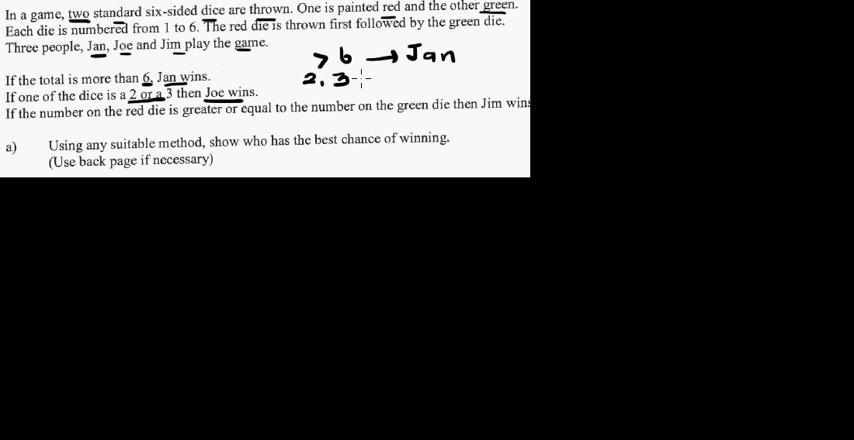 In a game, two standard six-sided dice are thrown. One is painted red and the other green.
Each die is numbered from 1 to 6. The red die is thrown first followed by the green die.
Three people, Jan, Joe and Jim play the game.
> 6 → Jan
If the total is more than 6, Jan wins.
2, 3
If one of the dice is a 2 or a 3 then Joe wins.
If the number on the red die is greater or equal to the number on the green die then Jim wins
a) Using any suitable method, show who has the best chance of winning.
(Use back page if necessary)